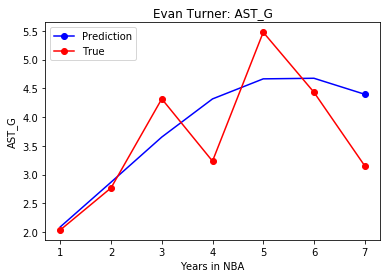 Evan Turner: AST_G
Prediction
True
AST_G
5.5
5.0
4.5
4.0
3.5
3.0
2.5
2.0
1 2 3 4 5 6 7
Years in NBA